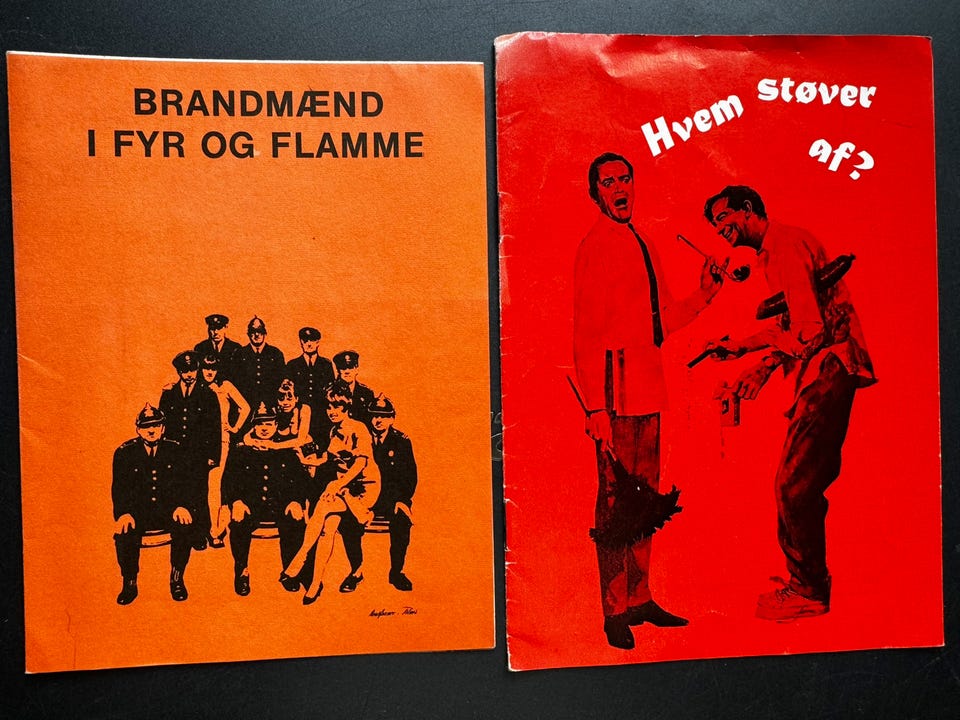 BRANDMÆND
I FYR OG FLAMME
Hvem støver
af?